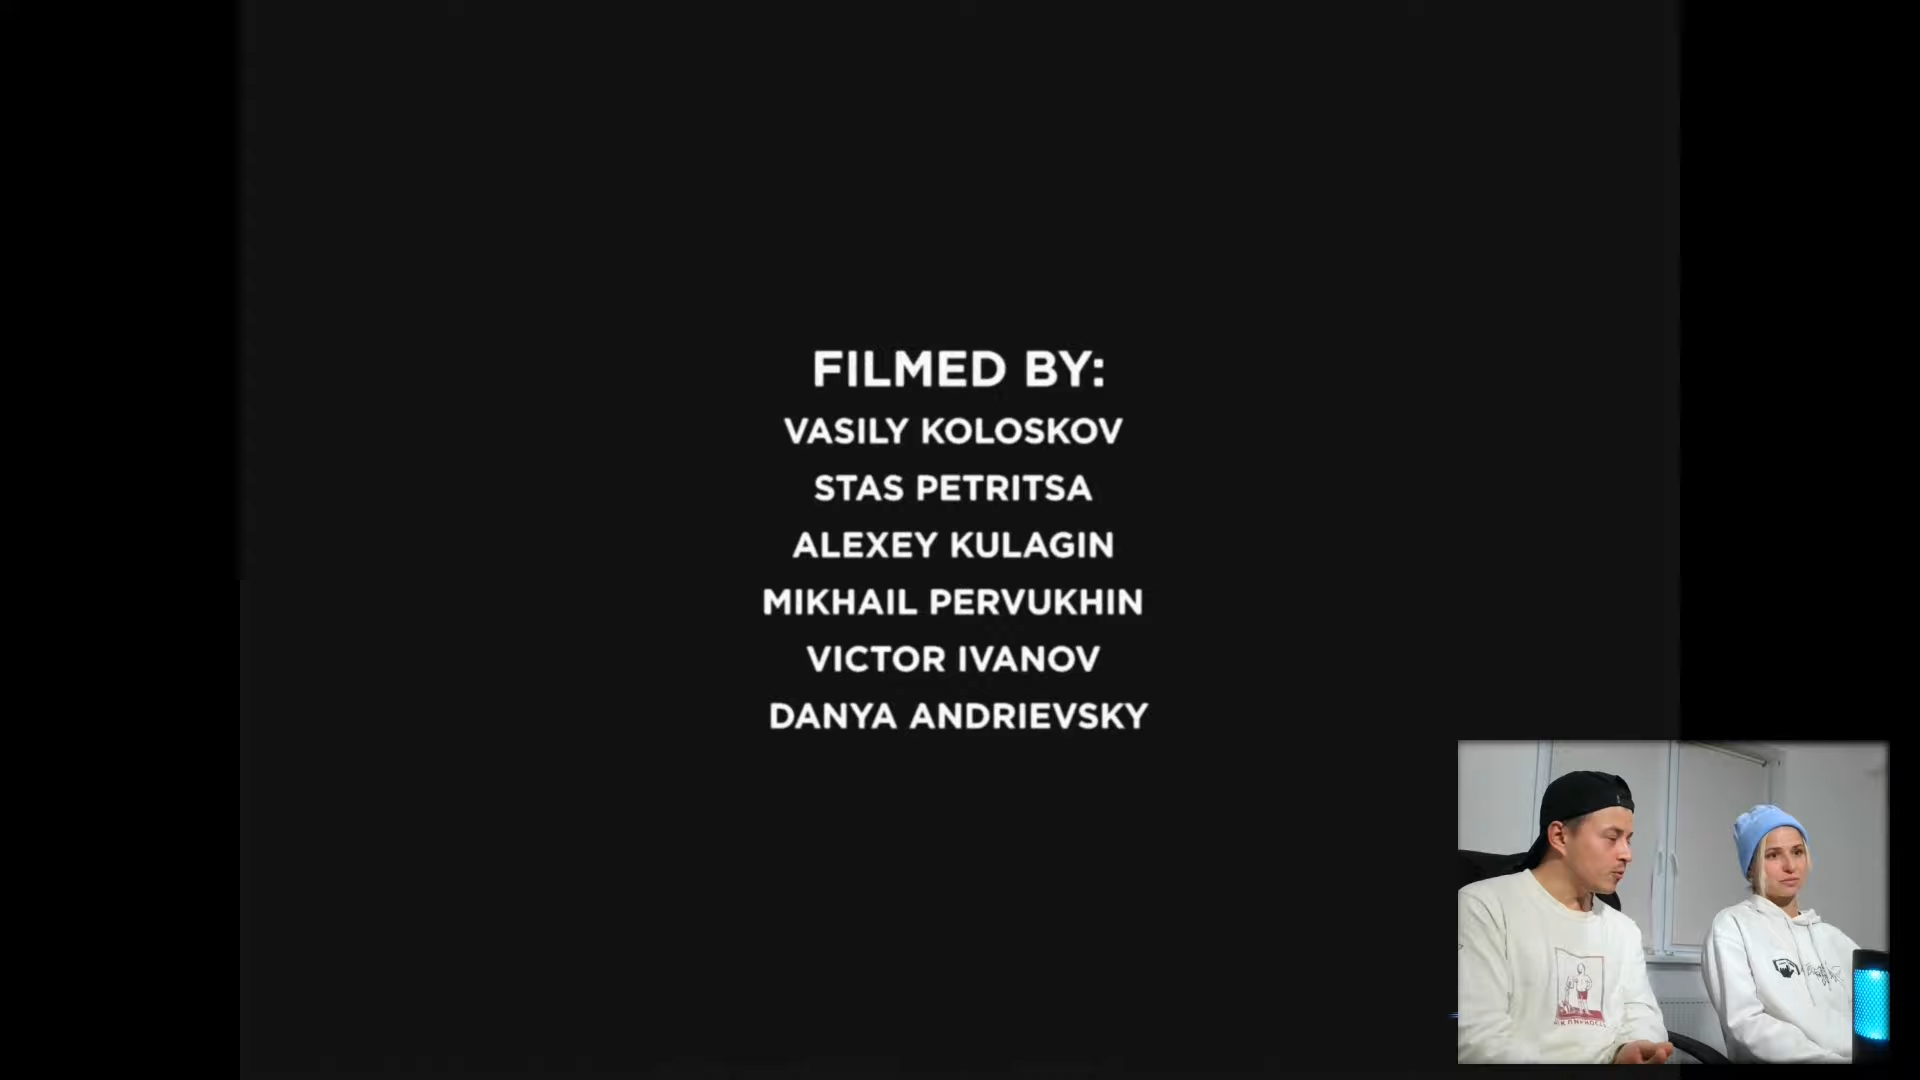 FILMED BY:
VASILY KOLOSKOV
STAS PETRITSA
ALEXEY KULAGIN
MIKHAIL PERVUKHIN
VICTOR IVANOV
DANYA ANDRIEVSKY